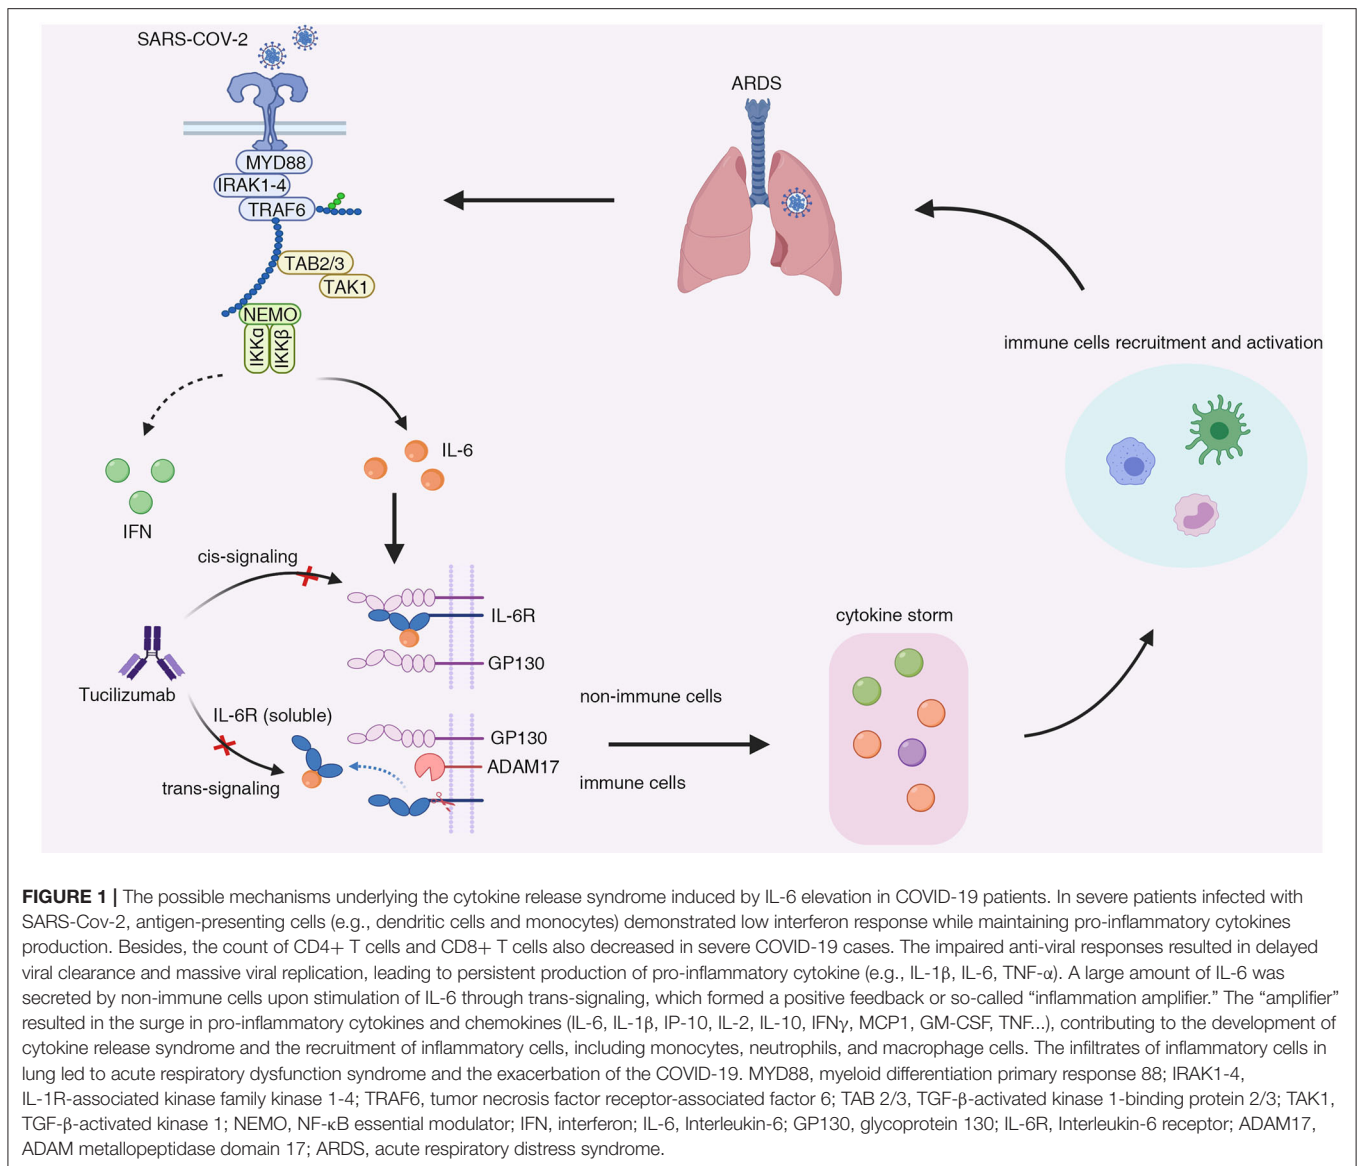 SARS-COV-2
ARDS
MYD88
IRAK1-4
TRAF6
TAB2/3
TAK1
NEMO
IKKα
IKKβ
immune cells recruitment and activation
IL-6
IFN
cis-signaling
IL-6R
GP130
Tucilizumab
IL-6R (soluble)
trans-signaling
GP130
ADAM17
non-immune cells
immune cells
cytokine storm
FIGURE 1 | The possible mechanisms underlying the cytokine release syndrome induced by IL-6 elevation in COVID-19 patients. In severe patients infected with
SARS-Cov-2, antigen-presenting cells (e.g., dendritic cells and monocytes) demonstrated low interferon response while maintaining pro-inflammatory cytokines
production. Besides, the count of CD4+ T cells and CD8+ T cells also decreased in severe COVID-19 cases. The impaired anti-viral responses resulted in delayed
viral clearance and massive viral replication, leading to persistent production of pro-inflammatory cytokine (e.g., IL-1β, IL-6, TNF-α). A large amount of IL-6 was
secreted by non-immune cells upon stimulation of IL-6 through trans-signaling, which formed a positive feedback or so-called “inflammation amplifier.” The “amplifier”
resulted in the surge in pro-inflammatory cytokines and chemokines (IL-6, IL-1β, IP-10, IL-2, IL-10, IFNγ, MCP1, GM-CSF, TNF...), contributing to the development of
cytokine release syndrome and the recruitment of inflammatory cells, including monocytes, neutrophils, and macrophage cells. The infiltrates of inflammatory cells in
lung led to acute respiratory dysfunction syndrome and the exacerbation of the COVID-19. MYD88, myeloid differentiation primary response 88; IRAK1-4,
IL-1R-associated kinase family kinase 1-4; TRAF6, tumor necrosis factor receptor-associated factor 6; TAB 2/3, TGF-β-activated kinase 1-binding protein 2/3; TAK1,
TGF-β-activated kinase 1; NEMO, NF-κB essential modulator; IFN, interferon; IL-6, Interleukin-6; GP130, glycoprotein 130; IL-6R, Interleukin-6 receptor; ADAM17,
ADAM metallopeptidase domain 17; ARDS, acute respiratory distress syndrome.